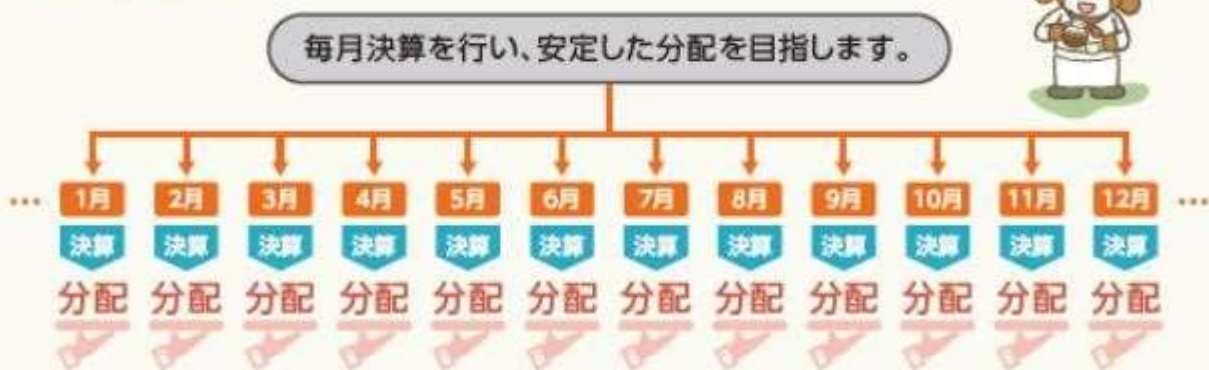 毎月決算を行い、安定した分配を目指します。
… 1月 2月 3月 4月 5月 6月 7月 8月 9月 10月 11月 12月 …
決算 決算 決算 決算 決算 決算 決算 決算 決算 決算 決算 決算
分配 分配 分配 分配 分配 分配 分配 分配 分配 分配 分配 分配